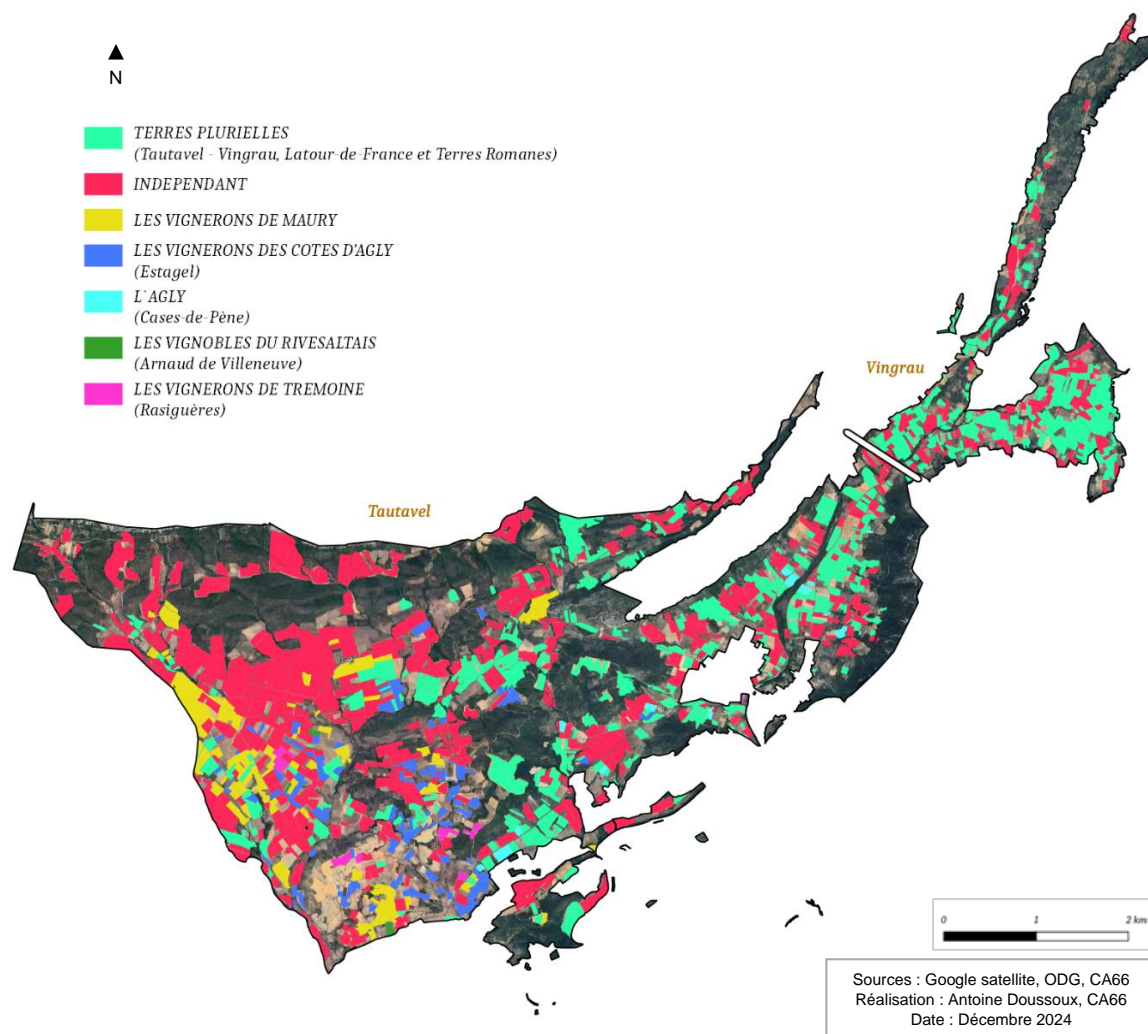 N
TERRES PLURIELLES
(Tautavel - Vingrau, Latour-de-France et Terres Romanes)
INDEPENDANT
LES VIGNERONS DE MAURY
LES VIGNERONS DES COTES D'AGLY
(Estagel)
L`AGLY
(Cases-de-Pène)
LES VIGNOBLES DU RIVESALTAIS
(Arnaud de Villeneuve)
LES VIGNERONS DE TREMOINE
(Rasiguères)
Vingrau
Tautavel
0 1 2 km
Sources : Google satellite, ODG, CA66
Réalisation : Antoine Doussoux, CA66
Date : Décembre 2024